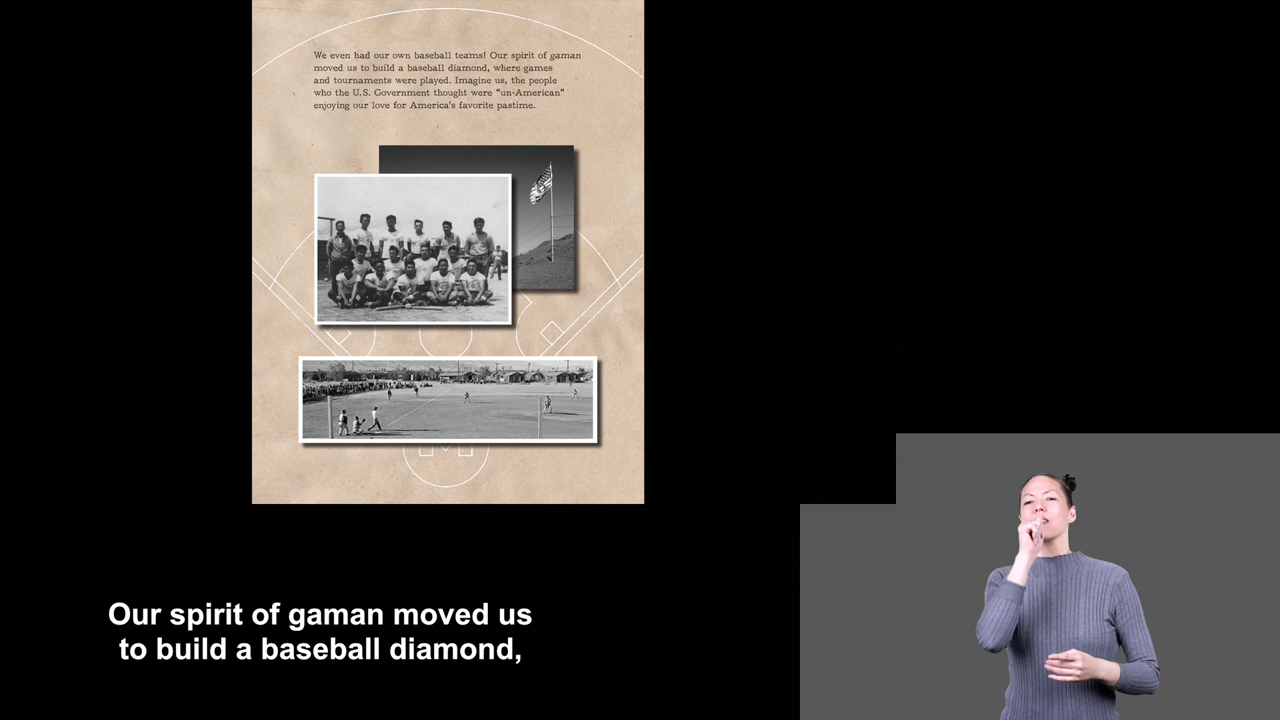 We even had our own baseball teams! Our spirit of gaman
moved us to build a baseball diamond, where games
and tournaments were played. Imagine us, the people
who the U.S. Government thought were "un-American"
enjoying our love for America's favorite pastime.
Our spirit of gaman moved us
to build a baseball diamond,